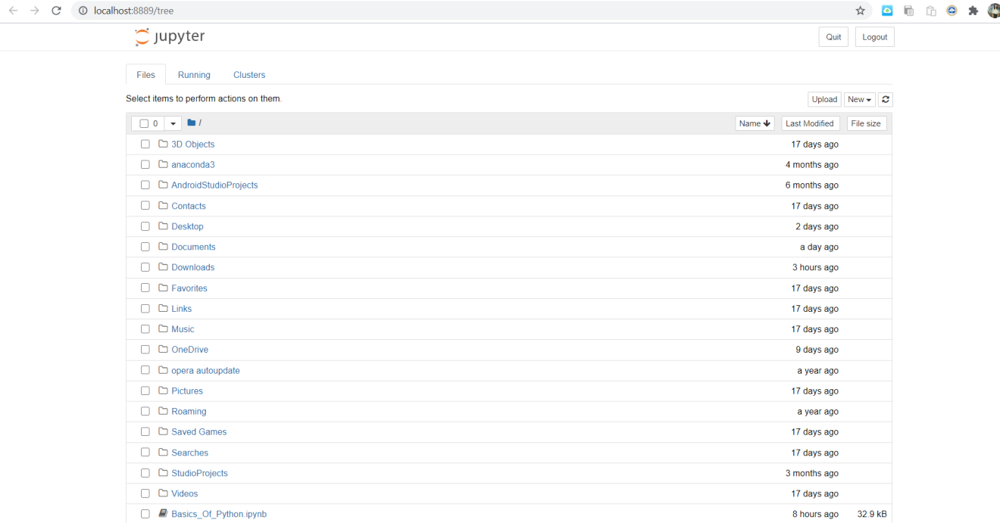 localhost:8889/tree
jupyter
Quit Logout
Files Running Clusters
Select items to perform actions on them.
Upload New
0 / Name Last Modified File size
3D Objects 17 days ago
anaconda3 4 months ago
AndroidStudioProjects 6 months ago
Contacts 17 days ago
Desktop 2 days ago
Documents a day ago
Downloads 3 hours ago
Favorites 17 days ago
Links 17 days ago
Music 17 days ago
OneDrive 9 days ago
opera autoupdate a year ago
Pictures 17 days ago
Roaming a year ago
Saved Games 17 days ago
Searches 17 days ago
StudioProjects 3 months ago
Videos 17 days ago
Basics_Of_Python.ipynb 8 hours ago 32.9 kB